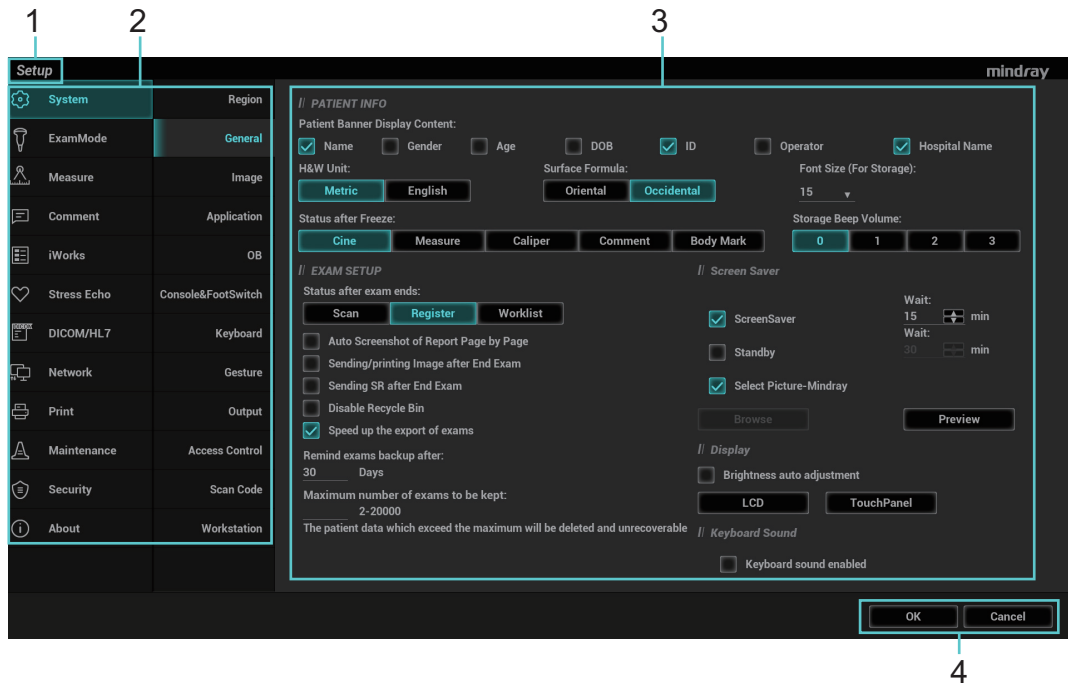 1 2 3
Setup
mindray
System Region
ExamMode General
Measure Image
Comment Application
iWorks OB
Stress Echo Console&FootSwitch
DICOM/HL7 Keyboard
Network Gesture
Print Output
Maintenance Access Control
Security Scan Code
About Workstation
// PATIENT INFO
Patient Banner Display Content:
Name Gender Age DOB ID Operator Hospital Name
H&W Unit: Surface Formula: Font Size (For Storage):
Metric English Oriental Occidental 15
Status after Freeze: Storage Beep Volume:
Cine Measure Caliper Comment Body Mark 0 1 2 3
// EXAM SETUP
Status after exam ends:
Scan Register Worklist
Auto Screenshot of Report Page by Page
Sending/printing Image after End Exam
Sending SR after End Exam
Disable Recycle Bin
Speed up the export of exams
Remind exams backup after:
30 Days
Maximum number of exams to be kept:
2-20000
The patient data which exceed the maximum will be deleted and unrecoverable
// Screen Saver
Wait:
ScreenSaver 15 min
Wait:
Standby 30 min
Select Picture-Mindray
Browse Preview
// Display
Brightness auto adjustment
LCD TouchPanel
// Keyboard Sound
Keyboard sound enabled
OK Cancel
4